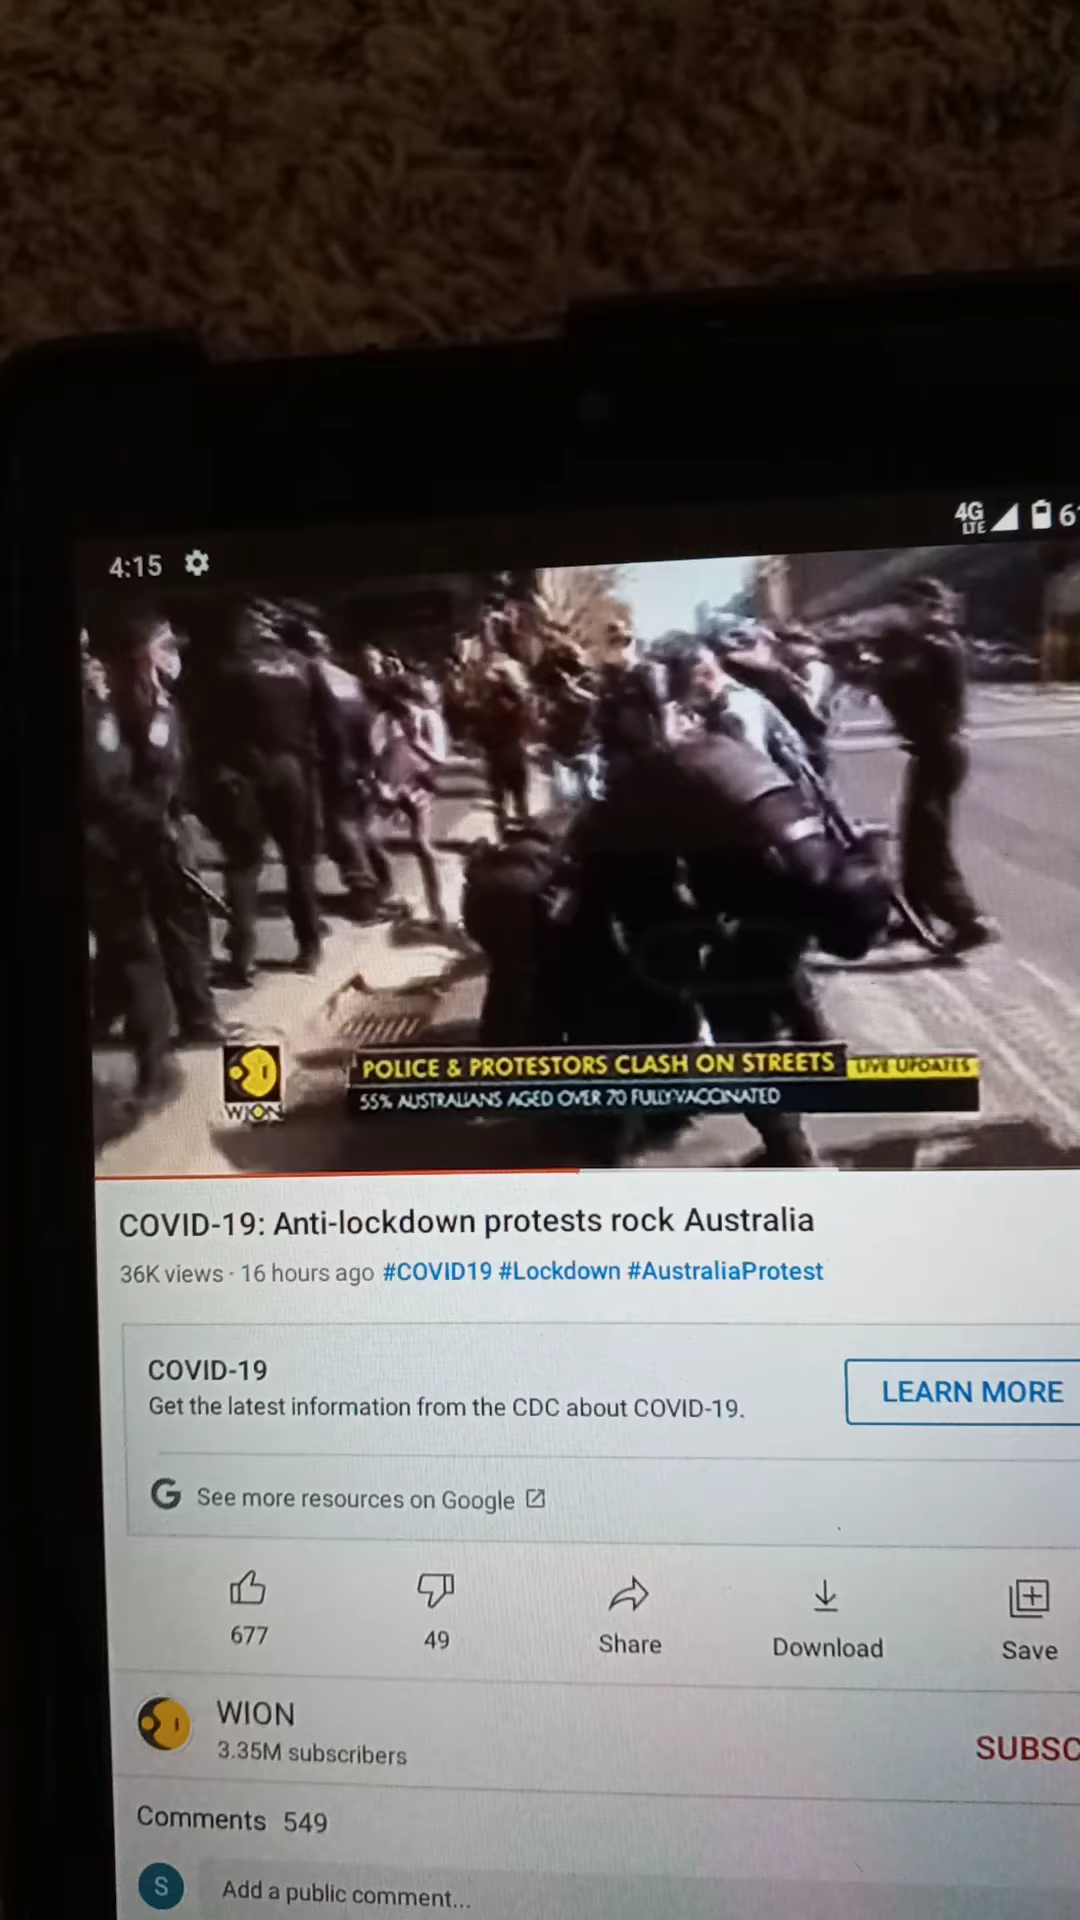 4G
LTE
4:15
POLICE & PROTESTORS CLASH ON STREETS
LIVE UPDATES
55% AUSTRALIANS AGED OVER 70 FULLY VACCINATED
WION
COVID-19: Anti-lockdown protests rock Australia
36K views · 16 hours ago #COVID19 #Lockdown #AustraliaProtest
COVID-19
Get the latest information from the CDC about COVID-19.
LEARN MORE
G See more resources on Google
677
49
Share
Download
Save
WION
3.35M subscribers
SUBSC
Comments 549
S
Add a public comment...